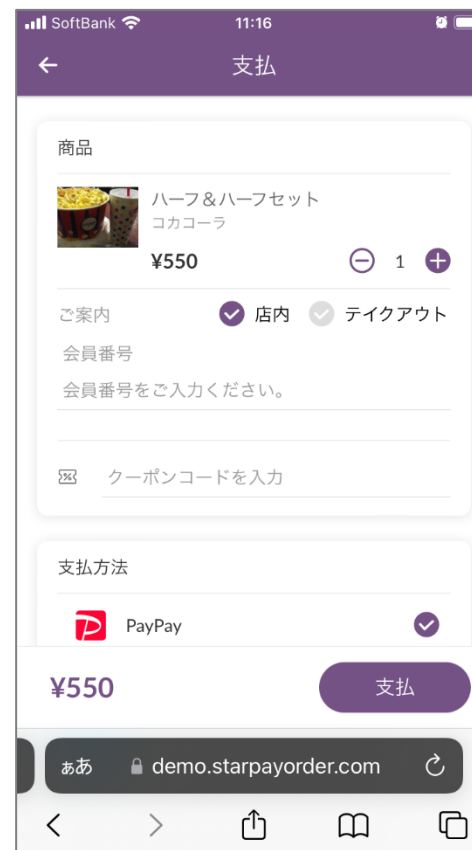 SoftBank 11:16
支払
商品
ハーフ＆ハーフセット
コカコーラ
¥550 1
ご案内 店内 テイクアウト
会員番号
会員番号をご入力ください。
クーポンコードを入力
支払方法
PayPay
¥550 支払
ぁあ demo.starpayorder.com